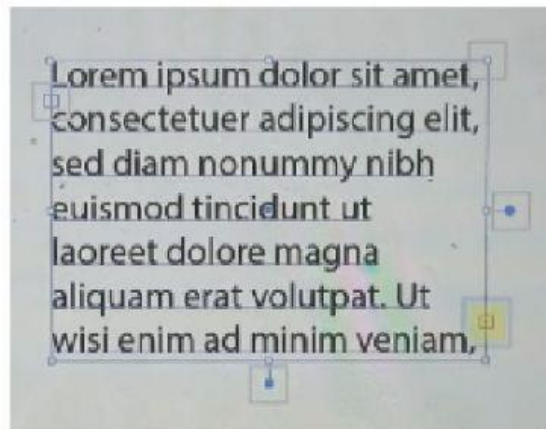 Lorem ipsum dolor sit amet,
consectetuer adipiscing elit,
sed diam nonummy nibh
euismod tincidunt ut
laoreet dolore magna
aliquam erat volutpat. Ut
wisi enim ad minim veniam,